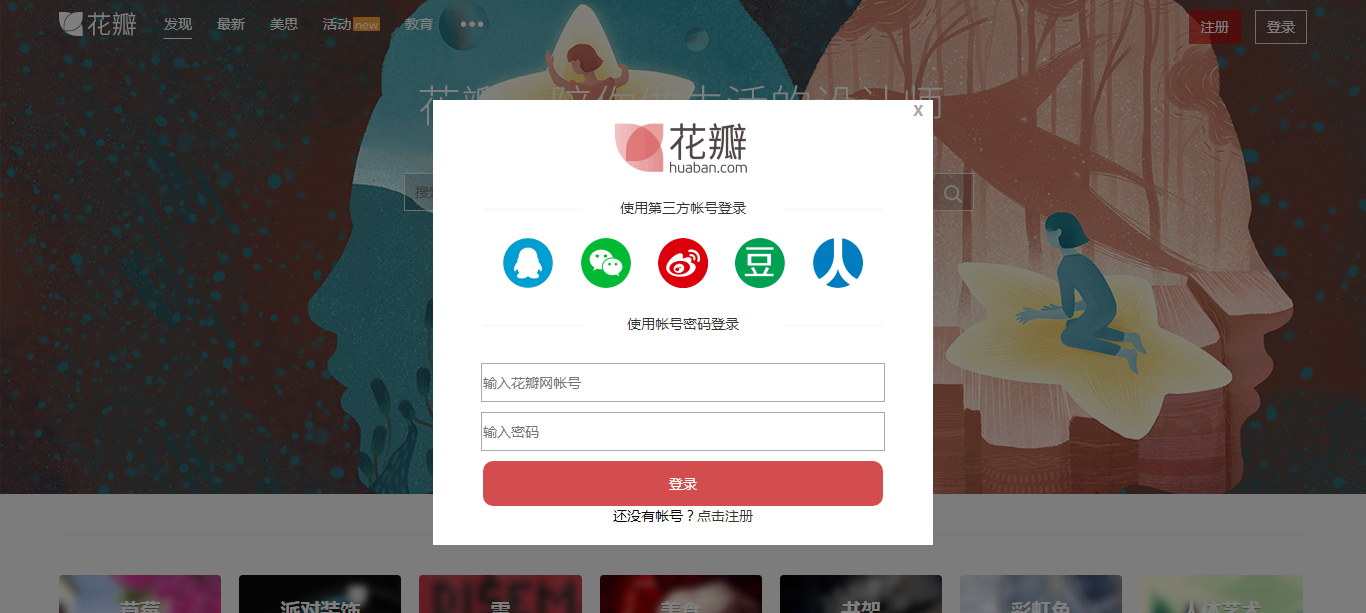 花瓣 发现 最新 美思 活动 new 教育 ••• 注册 登录
花瓣
x
花瓣
huaban.com
使用第三方帐号登录
豆
使用帐号密码登录
输入花瓣网帐号
输入密码
登录
还没有帐号？点击注册
派对装饰 美食 书架 彩虹色 人体艺术